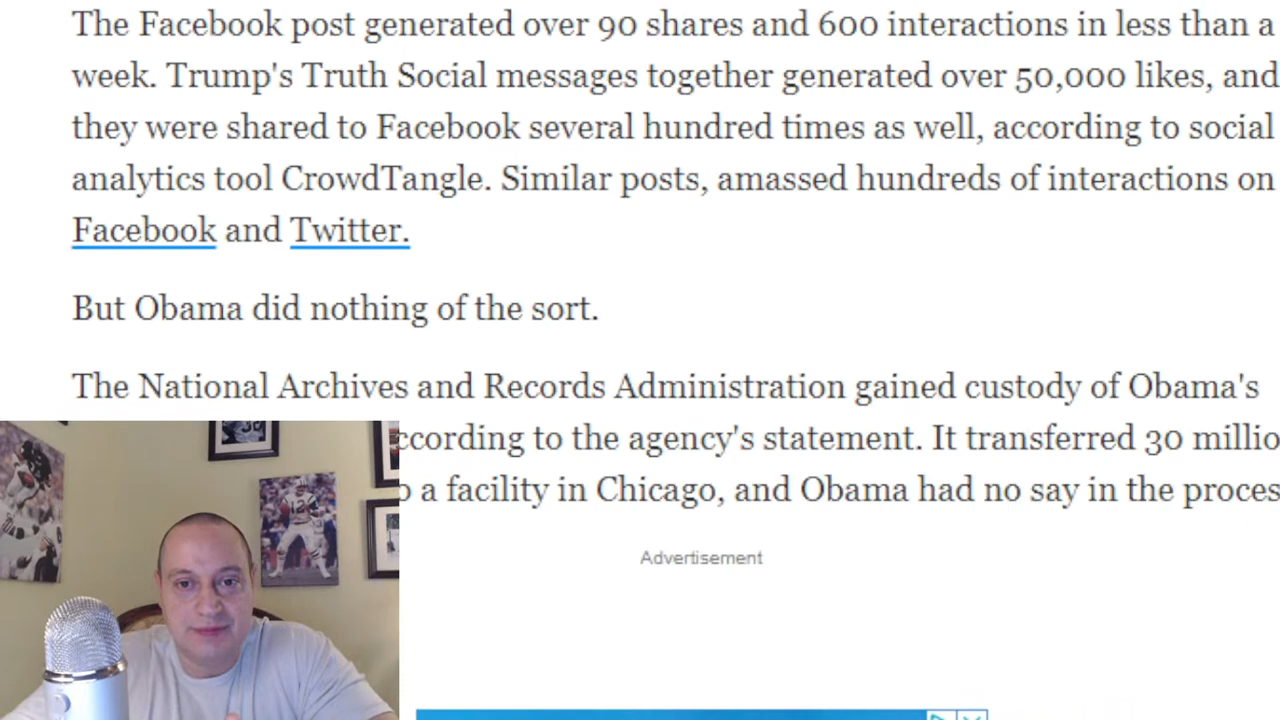 The Facebook post generated over 90 shares and 600 interactions in less than a
week. Trump's Truth Social messages together generated over 50,000 likes, and
they were shared to Facebook several hundred times as well, according to social
analytics tool CrowdTangle. Similar posts, amassed hundreds of interactions on
Facebook and Twitter.
But Obama did nothing of the sort.
The National Archives and Records Administration gained custody of Obama's
ccording to the agency's statement. It transferred 30 millio
a facility in Chicago, and Obama had no say in the proces
Advertisement
12